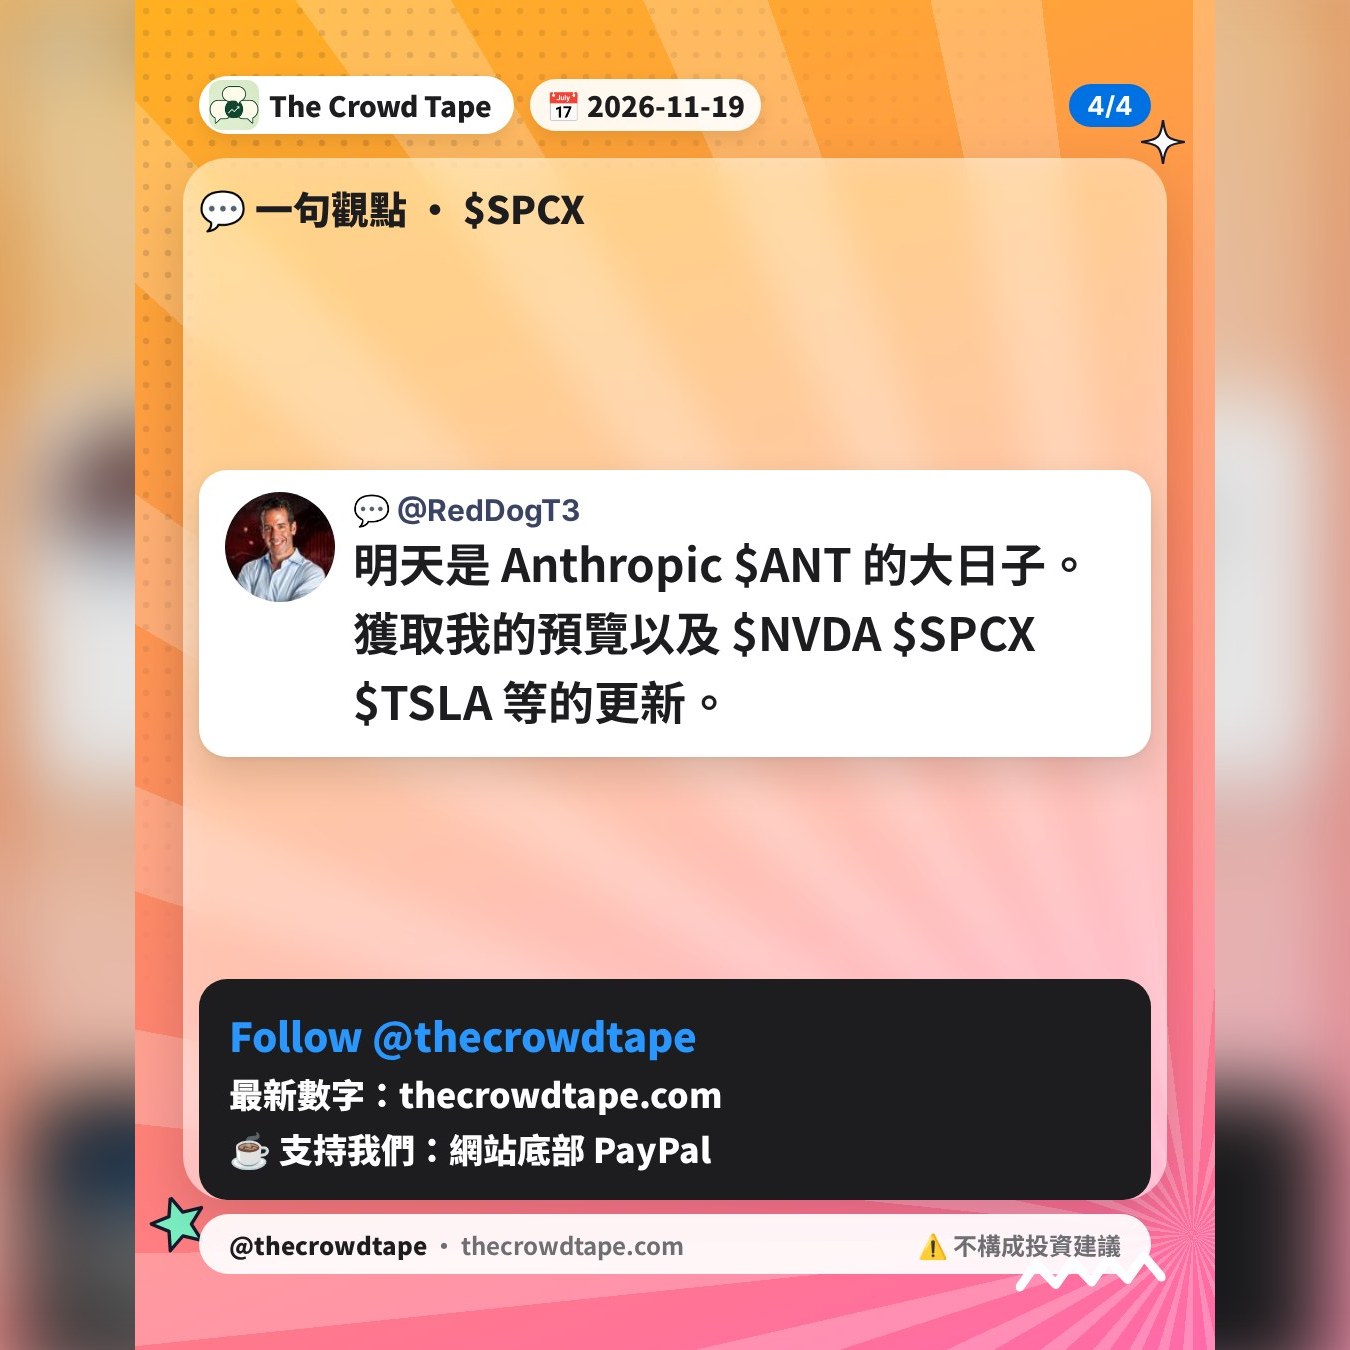 The Crowd Tape
July 17 2026-11-19
4/4
一句觀點 · $SPCX
@RedDogT3
明天是 Anthropic $ANT 的大日子。
獲取我的預覽以及 $NVDA $SPCX
$TSLA 等的更新。
Follow @thecrowdtape
最新數字：thecrowdtape.com
支持我們：網站底部 PayPal
@thecrowdtape · thecrowdtape.com
不構成投資建議